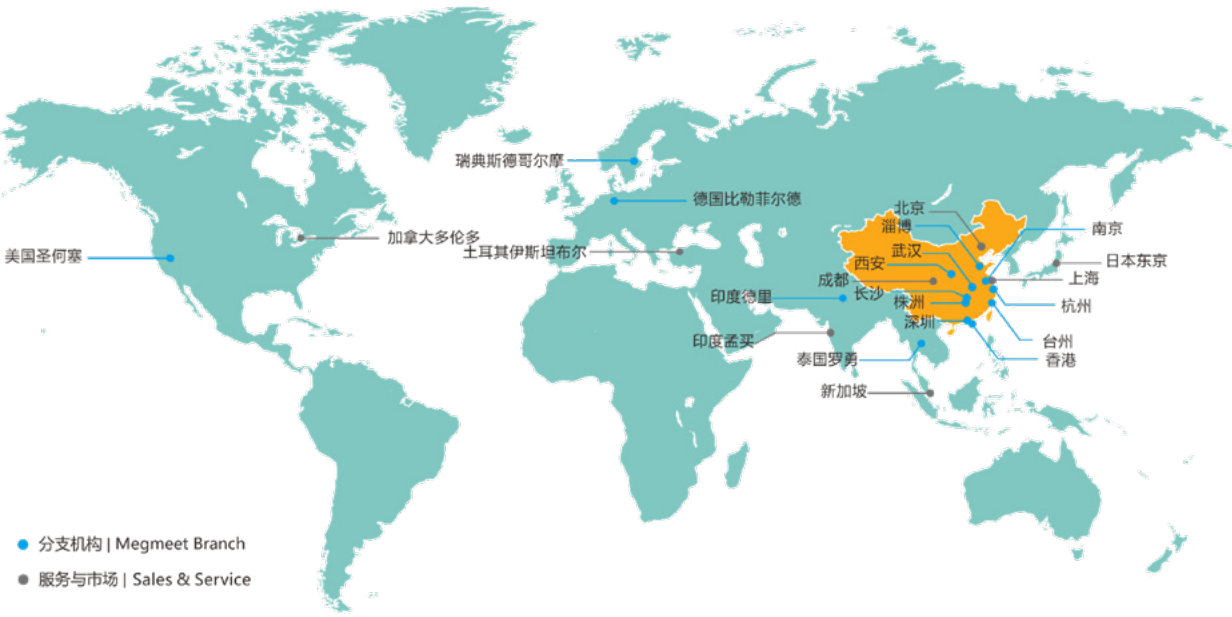 瑞典斯德哥尔摩
德国比勒菲尔德
北京
淄博
南京
加拿大多伦多
美国圣何塞
土耳其伊斯坦布尔
武汉
西安
日本东京
成都
上海
长沙
印度德里
株洲
杭州
深圳
印度孟买
台州
泰国罗勇
香港
新加坡
分支机构 | Megmeet Branch
服务与市场 | Sales & Service